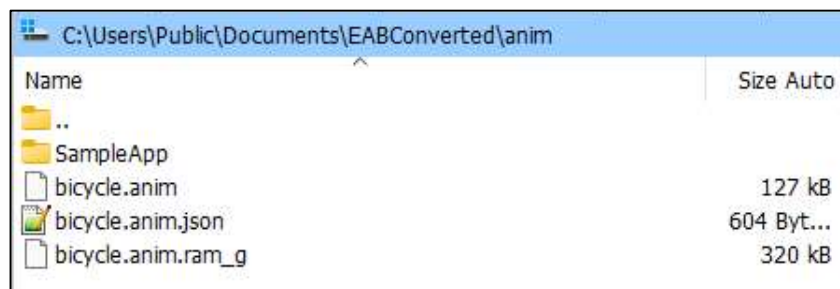 C:\Users\Public\Documents\EABConverted\anim
Name Size Auto
..
SampleApp
bicycle.anim 127 kB
bicycle.anim.json 604 Byt...
bicycle.anim.ram_g 320 kB